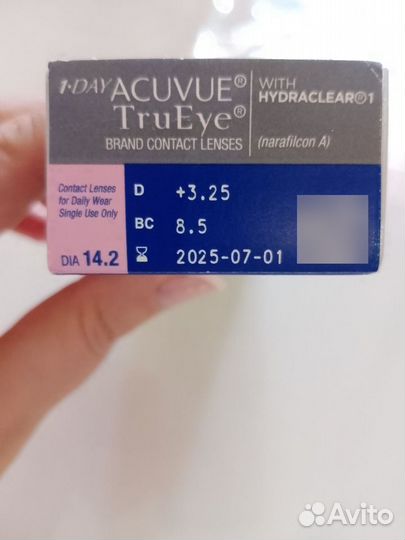 1·DAY ACUVUE®
TruEye®
BRAND CONTACT LENSES
WITH
HYDRACLEAR®1
(narafilcon A)
Contact Lenses
for Daily Wear
Single Use Only
DIA 14.2
D +3.25
BC 8.5
2025-07-01
Avito